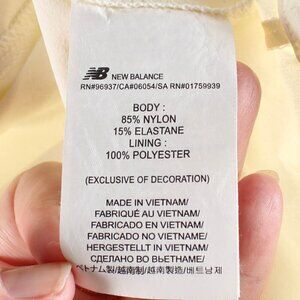 NB NEW BALANCE
RN#96937/CA#06054/SA RN#01759939
BODY :
85% NYLON
15% ELASTANE
LINING :
100% POLYESTER
(EXCLUSIVE OF DECORATION)
MADE IN VIETNAM/
FABRIQUÉ AU VIETNAM/
FABRICADO EN VIETNAM/
FABRICADO NO VIETNAM/
HERGESTELLT IN VIETNAM/
СДЕЛАНО ВО ВЬЕТНАМЕ/
ベトナム製/越南制/越南製造/베트남제